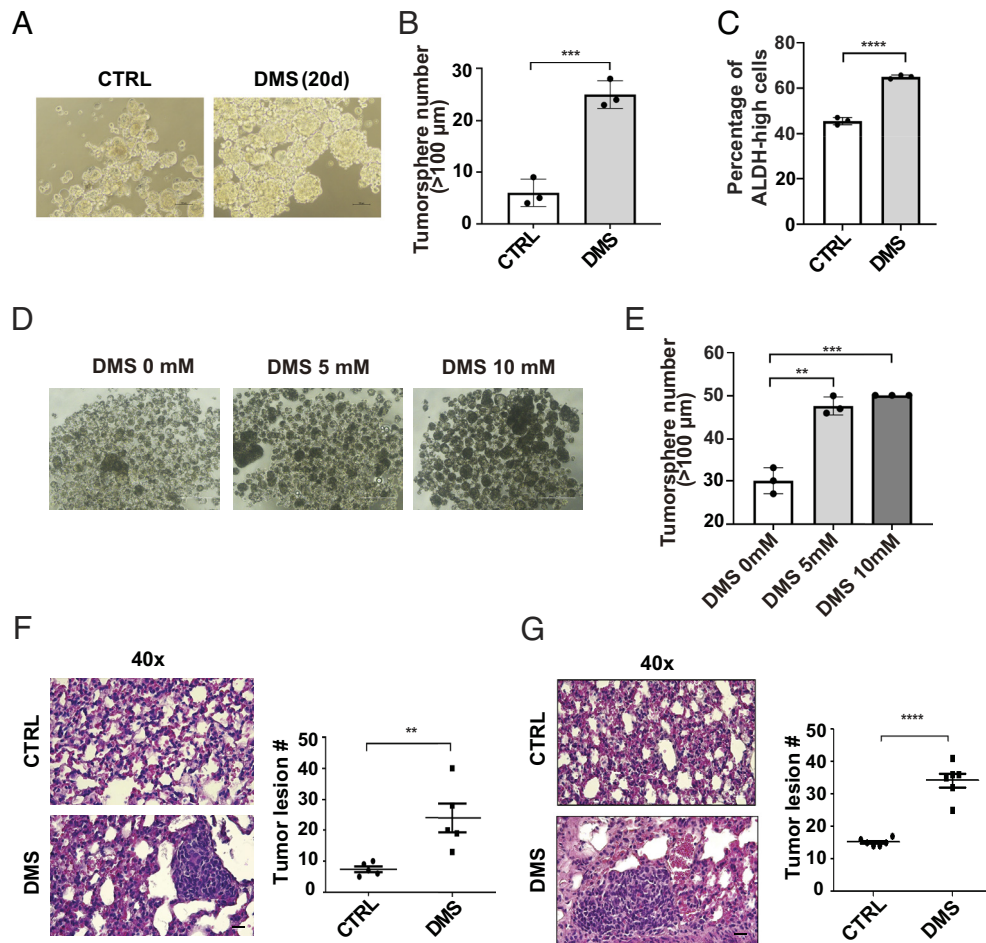 A
CTRL
DMS (20d)
B
Tumorsphere number
(>100 μm)
30
20
10
0
***
CTRL
DMS
C
Percentage of
ALDH-high cells
80
60
40
20
0
****
CTRL
DMS
D
DMS 0 mM
DMS 5 mM
DMS 10 mM
E
Tumorsphere number
(>100 μm)
60
50
40
30
20
***
**
DMS 0mM
DMS 5mM
DMS 10mM
F
40x
CTRL
DMS
Tumor lesion #
50
40
30
20
10
0
**
CTRL
DMS
G
40x
CTRL
DMS
Tumor lesion #
50
40
30
20
10
0
****
CTRL
DMS